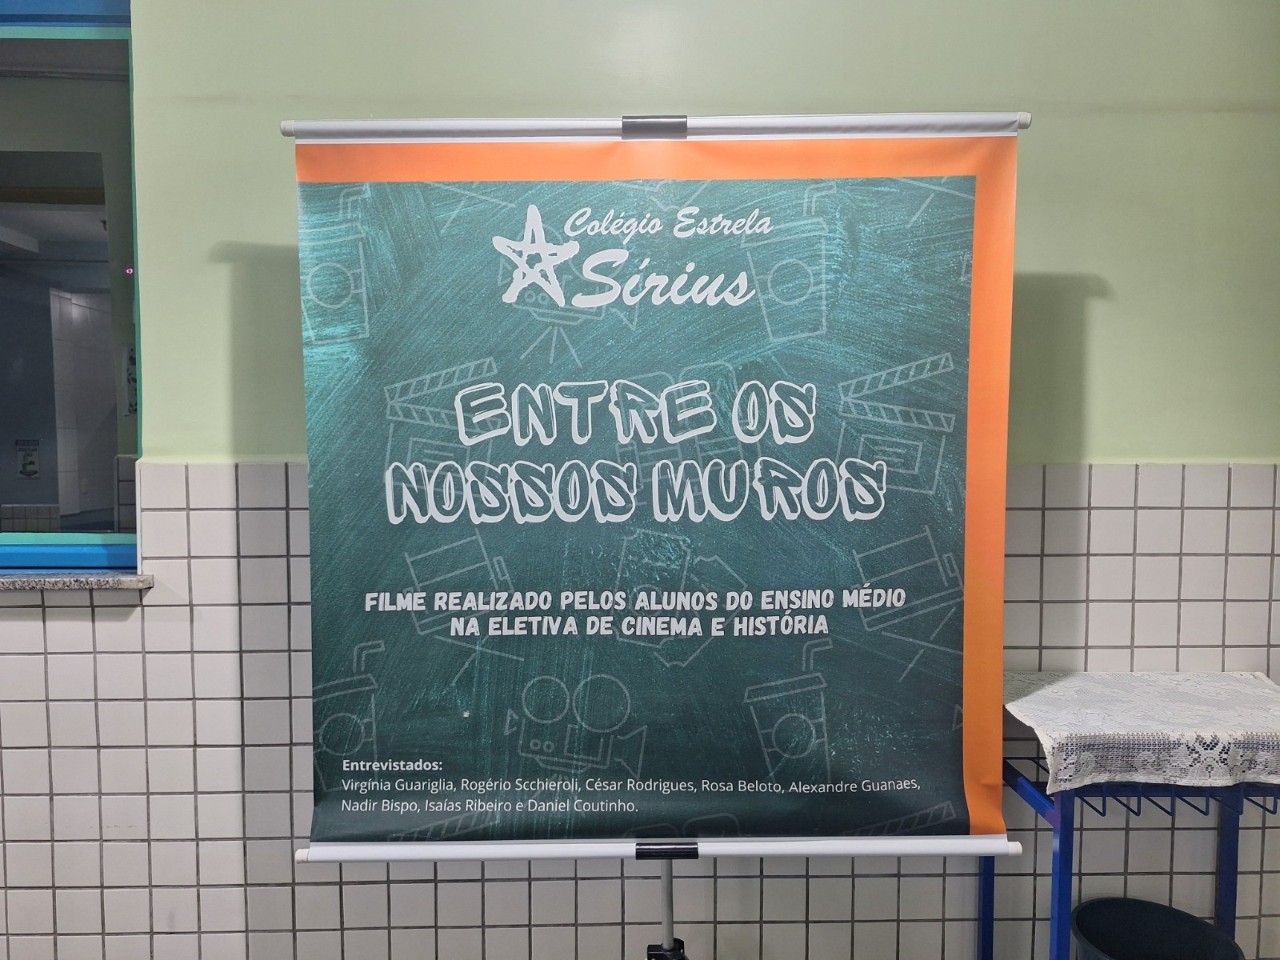 Colégio Estrela
Sírius
ENTRE OS
NOSSOS MUROS
FILME REALIZADO PELOS ALUNOS DO ENSINO MÉDIO
NA ELETIVA DE CINEMA E HISTÓRIA
Entrevistados:
Virgínia Guariglia, Rogério Scchieroli, César Rodrigues, Rosa Beloto, Alexandre Guanaes,
Nadir Bispo, Isaías Ribeiro e Daniel Coutinho.